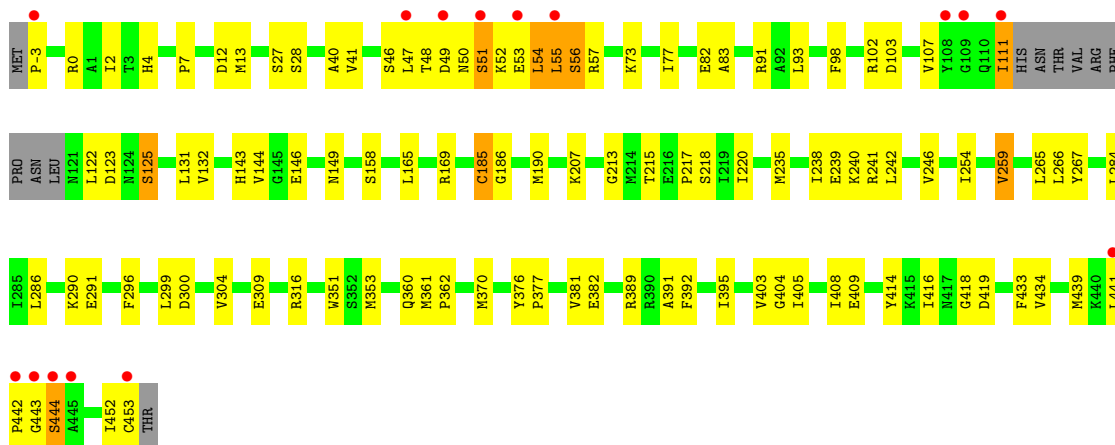 MET P-3 R0 A1 I2 T3 H4 P7 D12 M13 S27 S28 A40 V41 S46 L47 T48 D49 N50 S51 K52 E53 L54 L55 S56 R57 K73 I77 E82 A83 R91 A92 L93 F98 R102 D103 V107 Y108 G109 Q110 I111 HIS ASN THR VAL ARG PHE
PRO ASN LEU N121 L122 D123 N124 S125 L131 V132 H143 V144 G145 E146 N149 S158 L165 R169 C185 G186 M190 K207 G213 M214 T215 E216 P217 S218 I219 I220 M235 I238 E239 K240 R241 L242 V246 I254 V259 L265 L266 Y267 L284
I285 L286 K290 E291 F296 L299 D300 V304 E309 R316 W351 S352 M353 Q360 M361 P362 M370 Y376 P377 V381 E382 R389 R390 A391 F392 I395 V403 G404 I405 I408 E409 Y414 K415 I416 N417 G418 D419 F433 V434 M439 K440 L441
P442 G443 S444 A445 I452 C453 THR